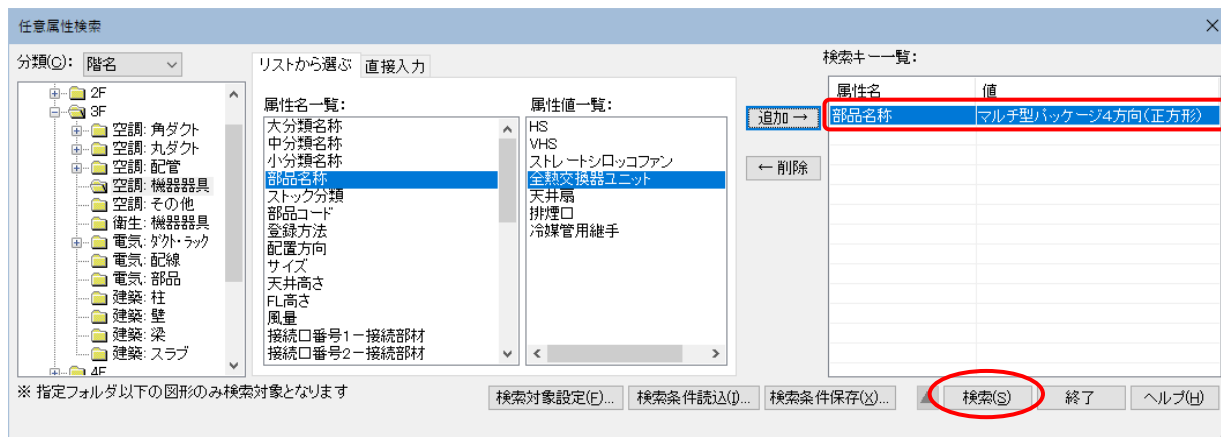 任意属性検索
分類(C): 階名
2F
3F
空調: 角ダクト
空調: 丸ダクト
空調: 配管
空調: 機器器具
空調: その他
衛生: 機器器具
電気: ダクト・ラック
電気: 配線
電気: 部品
建築: 柱
建築: 壁
建築: 梁
建築: スラブ
4F
リストから選ぶ 直接入力
属性名一覧:
大分類名称
中分類名称
小分類名称
部品名称
ストック分類
部品コード
登録方法
配置方向
サイズ
天井高さ
FL高さ
風量
接続口番号1-接続部材
接続口番号2-接続部材
属性値一覧:
HS
VHS
ストレートシロッコファン
全熱交換器ユニット
天井扇
排煙口
冷媒管用継手
追加→
←削除
検索キー一覧:
属性名 値
部品名称 マルチ型パッケージ4方向(正方形)
※ 指定フォルダ以下の図形のみ検索対象となります
検索対象設定(F)... 検索条件読込(I)... 検索条件保存(X)... ▲ 検索(S) 終了 ヘルプ(H)